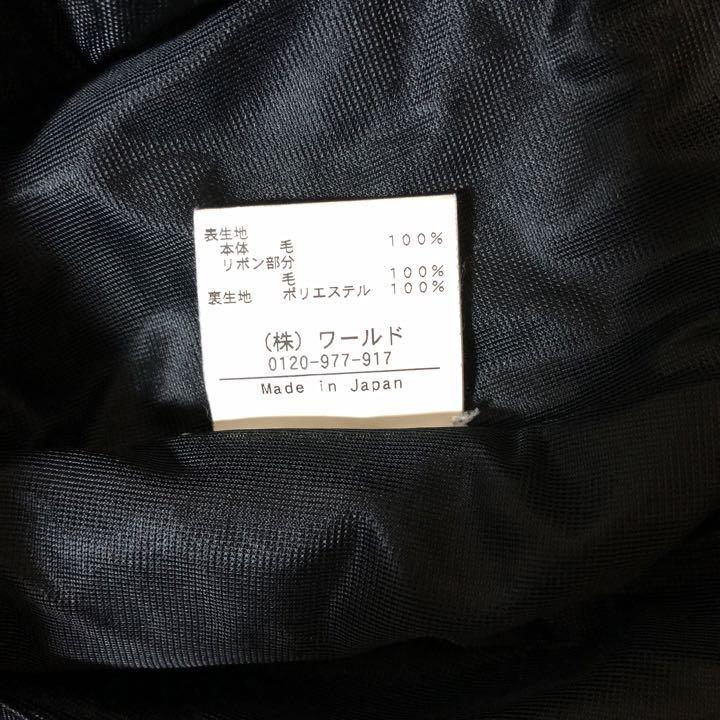 表生地
本体 毛 100%
リボン部分
毛 100%
裏生地 ポリエステル 100%
(株)ワールド
0120-977-917
Made in Japan